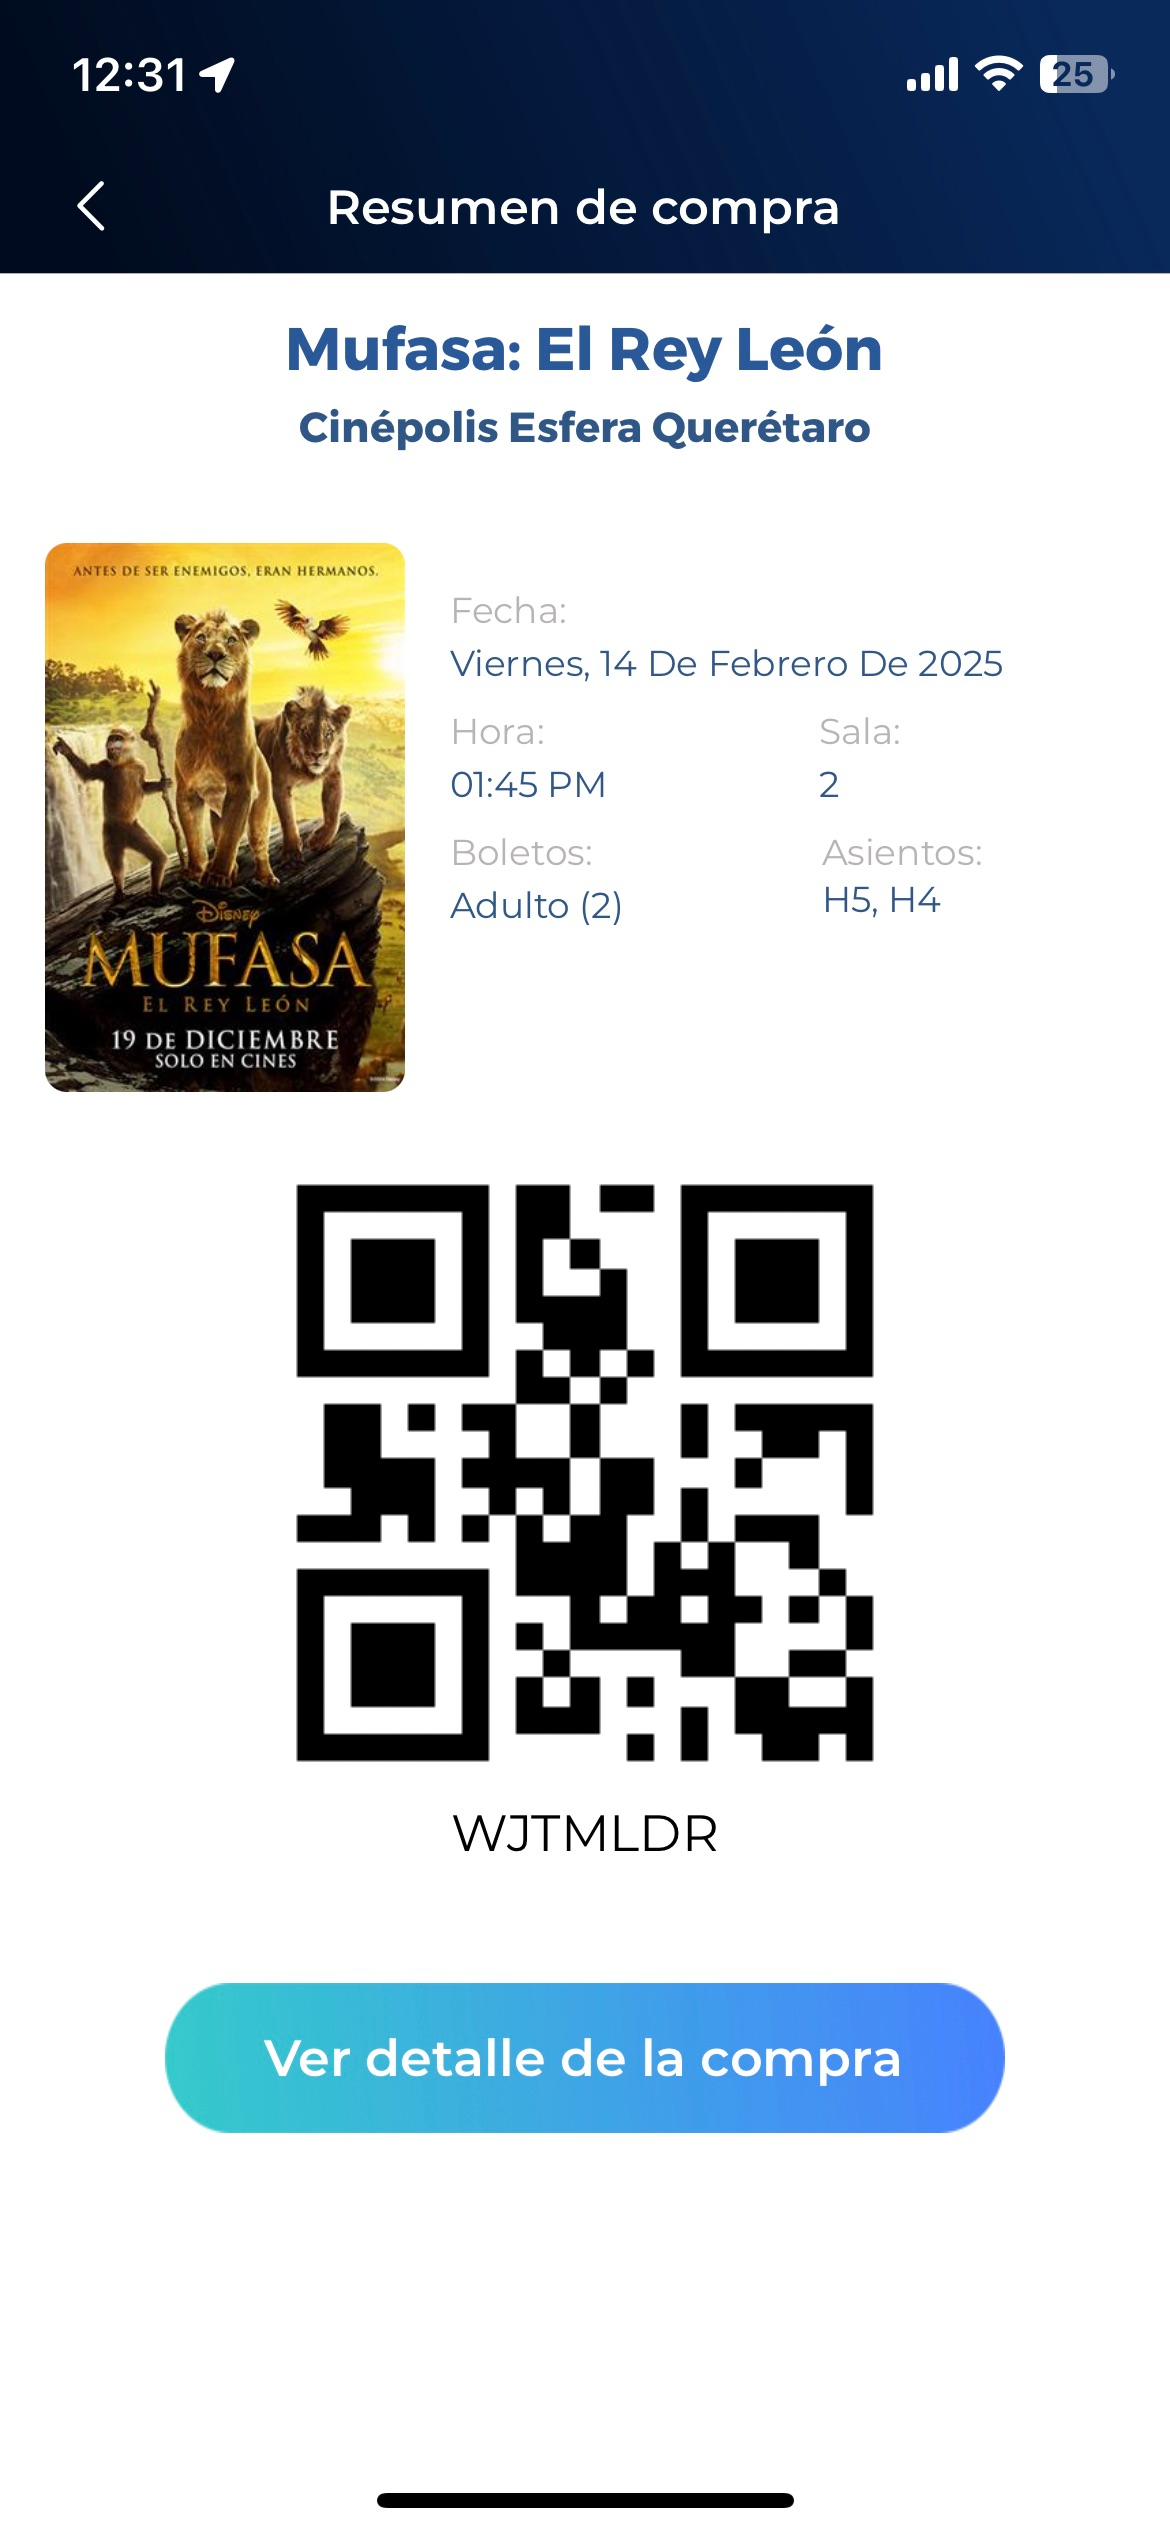 12:31
25
Resumen de compra
Mufasa: El Rey León
Cinépolis Esfera Querétaro
ANTES DE SER ENEMIGOS, ERAN HERMANOS.
Disney
MUFASA
EL REY LEÓN
19 DE DICIEMBRE
SOLO EN CINES
Fecha:
Viernes, 14 De Febrero De 2025
Hora: Sala:
01:45 PM 2
Boletos: Asientos:
Adulto (2) H5, H4
WJTMLDR
Ver detalle de la compra